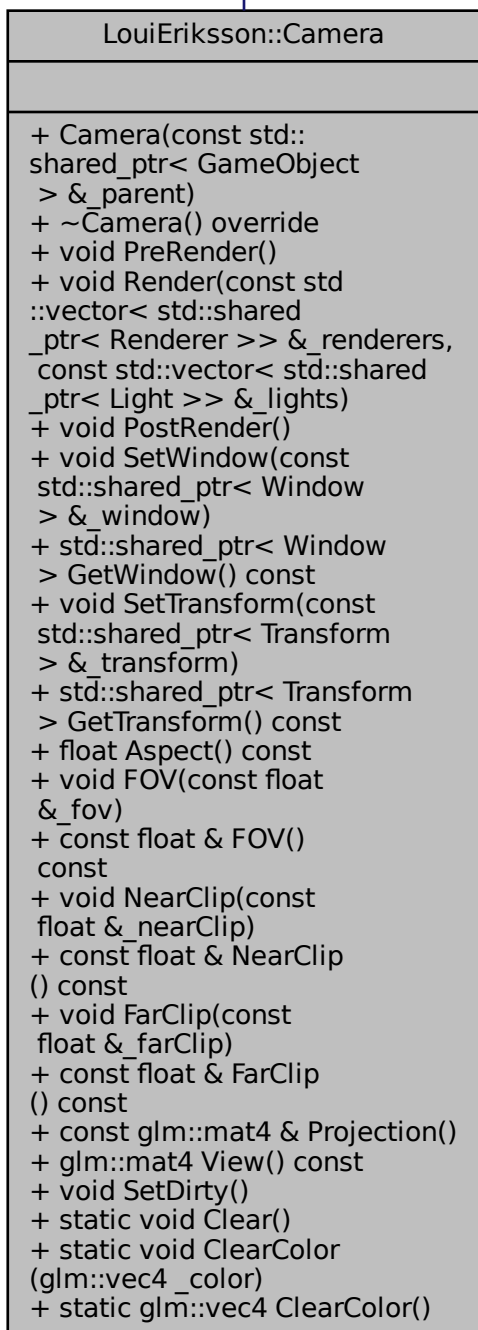 LouiEriksson::Camera
+ Camera(const std::
shared_ptr< GameObject
> &_parent)
+ ~Camera() override
+ void PreRender()
+ void Render(const std
::vector< std::shared
_ptr< Renderer >> &_renderers,
const std::vector< std::shared
_ptr< Light >> &_lights)
+ void PostRender()
+ void SetWindow(const
std::shared_ptr< Window
> &_window)
+ std::shared_ptr< Window
> GetWindow() const
+ void SetTransform(const
std::shared_ptr< Transform
> &_transform)
+ std::shared_ptr< Transform
> GetTransform() const
+ float Aspect() const
+ void FOV(const float
&_fov)
+ const float & FOV()
const
+ void NearClip(const
float &_nearClip)
+ const float & NearClip
() const
+ void FarClip(const
float &_farClip)
+ const float & FarClip
() const
+ const glm::mat4 & Projection()
+ glm::mat4 View() const
+ void SetDirty()
+ static void Clear()
+ static void ClearColor
(glm::vec4 _color)
+ static glm::vec4 ClearColor()